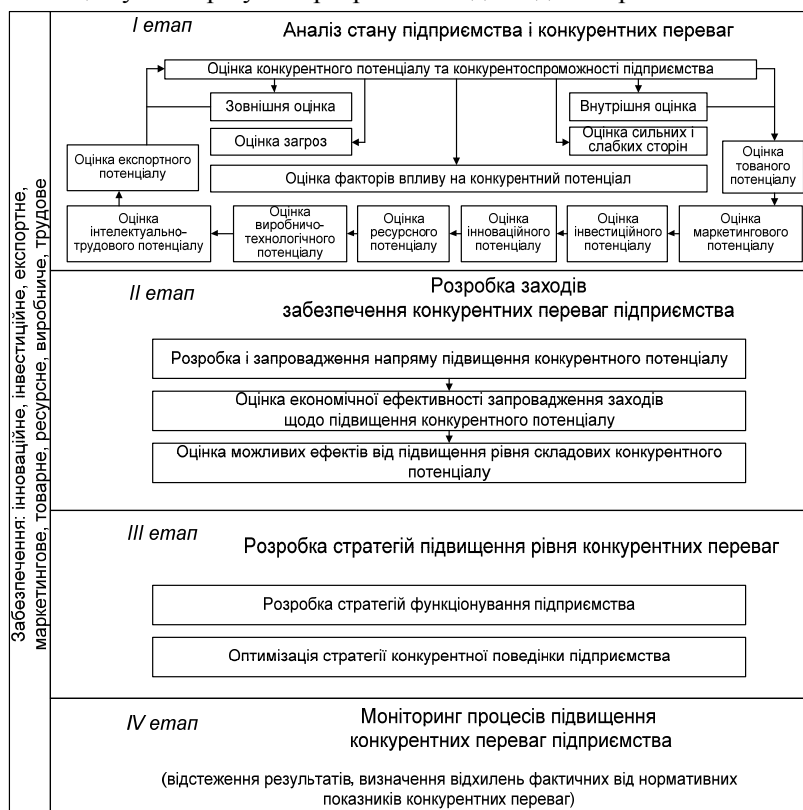 I етап
Аналіз стану підприємства і конкурентних переваг
Оцінка конкурентного потенціалу та конкурентоспроможності підприємства
Зовнішня оцінка
Внутрішня оцінка
Оцінка загроз
Оцінка сильних і
слабких сторін
Оцінка експортного
потенціалу
Оцінка
тованого
потенціалу
Оцінка факторів впливу на конкурентний потенціал
Оцінка
інтелектуально-
трудового потенціалу
Оцінка
виробничо-
технологічного
потенціалу
Оцінка
ресурсного
потенціалу
Оцінка
інноваційного
потенціалу
Оцінка
інвестиційного
потенціалу
Оцінка
маркетингового
потенціалу
II етап
Розробка заходів
забезпечення конкурентних переваг підприємства
Розробка і запровадження напряму підвищення конкурентного потенціалу
Оцінка економічної ефективності запровадження заходів
щодо підвищення конкурентного потенціалу
Оцінка можливих ефектів від підвищення рівня складових конкурентного
потенціалу
III етап
Розробка стратегій підвищення рівня конкурентних переваг
Розробка стратегій функціонування підприємства
Оптимізація стратегії конкурентної поведінки підприємства
IV етап
Моніторинг процесів підвищення
конкурентних переваг підприємства
(відстеження результатів, визначення відхилень фактичних від нормативних
показників конкурентних переваг)
Забезпечення: інноваційне, інвестиційне, експортне,
маркетингове, товарне, ресурсне, виробниче, трудове